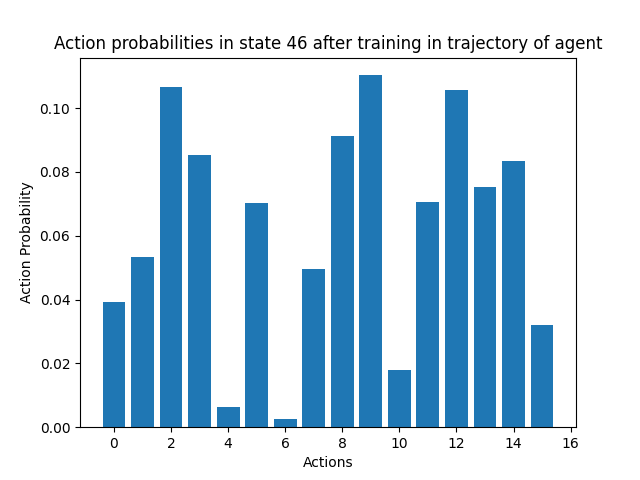 Action probabilities in state 46 after training in trajectory of agent
0.10
0.08
0.06
0.04
0.02
0.00
Action Probability
0 2 4 6 8 10 12 14 16
Actions